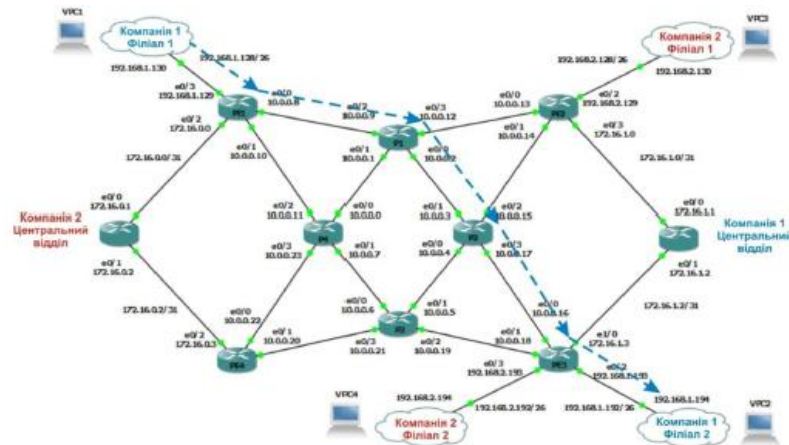 VPC1
Компанія 1
Філіал 1
192.168.1.128/26
192.168.1.130
e0/3
192.168.1.129
e0/0
10.0.0.8
e0/2
172.16.0.0
PE1
e0/1
10.0.0.10
e0/2
10.0.0.9
e0/3
10.0.0.12
P1
e0/1
10.0.0.1
e0/0
10.0.0.2
VPC3
Компанія 2
Філіал 1
192.168.2.128/26
192.168.2.130
e0/0
10.0.0.13
e0/2
192.168.2.129
PE2
e0/1
10.0.0.14
e0/3
172.16.1.0
172.16.0.0/31
172.16.1.0/31
e0/0
172.16.0.1
Компанія 2
Центральний
відділ
e0/1
172.16.0.2
e0/2
10.0.0.11
e0/0
10.0.0.0
P4
e0/3
10.0.0.23
e0/1
10.0.0.7
e0/1
10.0.0.3
e0/2
10.0.0.15
P2
e0/0
10.0.0.4
e0/3
10.0.0.17
e0/0
172.16.1.1
Компанія 1
Центральний
відділ
e0/1
172.16.1.2
172.16.0.2/31
172.16.1.2/31
e0/0
10.0.0.22
e0/2
172.16.0.3
PE4
e0/1
10.0.0.20
e0/0
10.0.0.6
e0/1
10.0.0.5
P3
e0/3
10.0.0.21
e0/2
10.0.0.19
e0/0
10.0.0.16
e0/1
10.0.0.18
e1/0
172.16.1.3
PE3
e0/3
192.168.2.193
e0/2
192.168.1.193
192.168.2.194
192.168.2.192/26
192.168.1.194
192.168.1.192/26
VPC4
Компанія 2
Філіал 2
Компанія 1
Філіал 2
VPC2